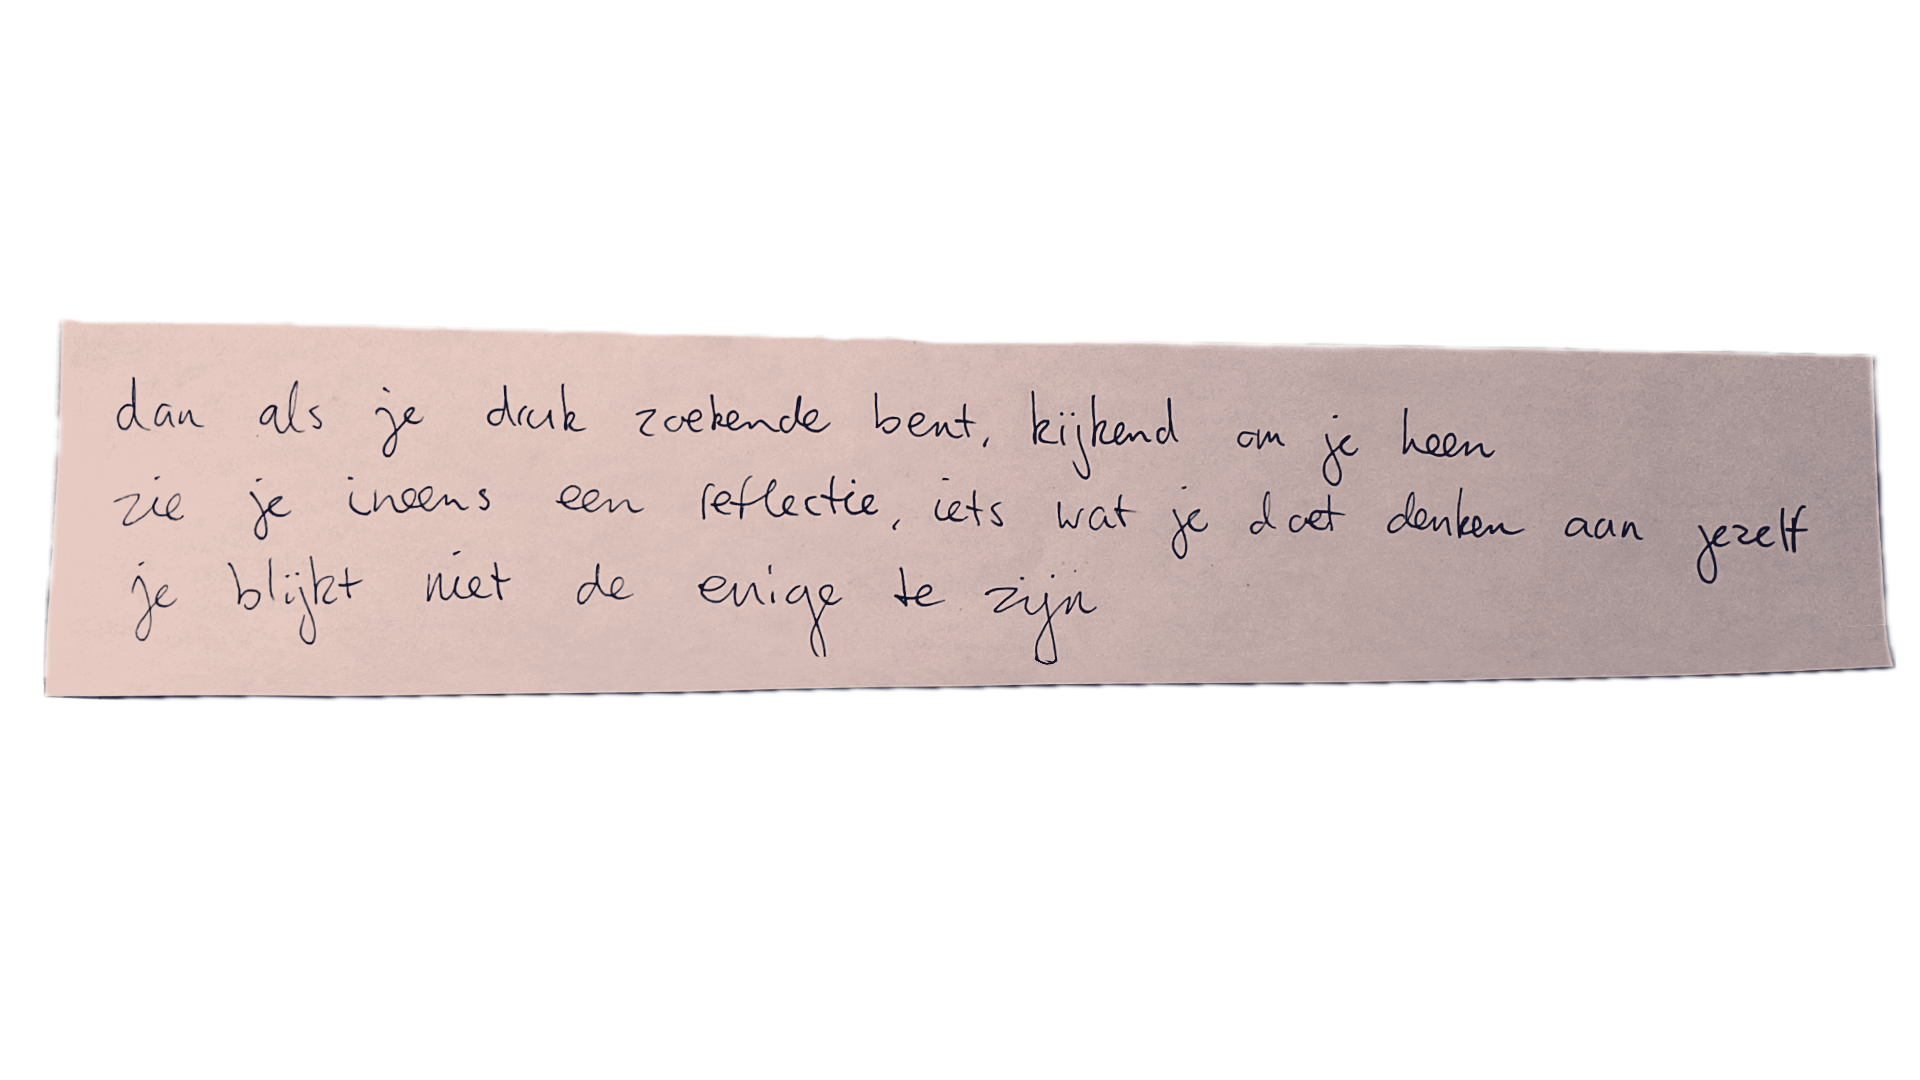 dan als je druk zoekende bent, kijkend om je heen
zie je ineens een reflectie, iets wat je doet denken aan jezelf
je blijkt niet de enige te zijn